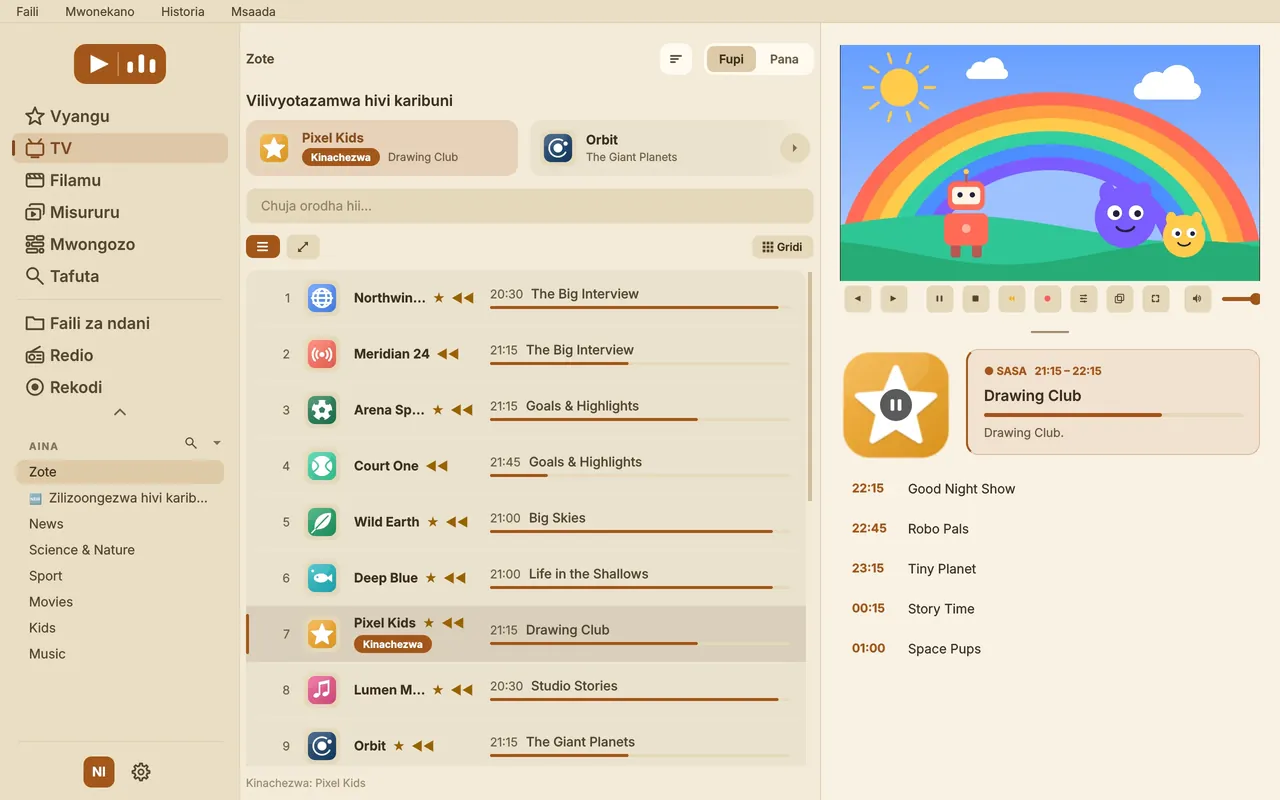 Faili Mwonekano Historia Msaada
Vyangu
TV
Filamu
Misururu
Mwongozo
Tafuta
Faili za ndani
Redio
Rekodi
AINA
Zote
Zilizoongezwa hivi karib...
News
Science & Nature
Sport
Movies
Kids
Music
NI
Zote
Fupi Pana
Vilivyotazamwa hivi karibuni
Pixel Kids
Kinachezwa Drawing Club
Orbit
The Giant Planets
Chuja orodha hii...
Gridi
1 Northwin... 20:30 The Big Interview
2 Meridian 24 21:15 The Big Interview
3 Arena Sp... 21:15 Goals & Highlights
4 Court One 21:45 Goals & Highlights
5 Wild Earth 21:00 Big Skies
6 Deep Blue 21:00 Life in the Shallows
7 Pixel Kids 21:15 Drawing Club
Kinachezwa
8 Lumen M... 20:30 Studio Stories
9 Orbit 21:15 The Giant Planets
Kinachezwa: Pixel Kids
SASA 21:15 – 22:15
Drawing Club
Drawing Club.
22:15 Good Night Show
22:45 Robo Pals
23:15 Tiny Planet
00:15 Story Time
01:00 Space Pups